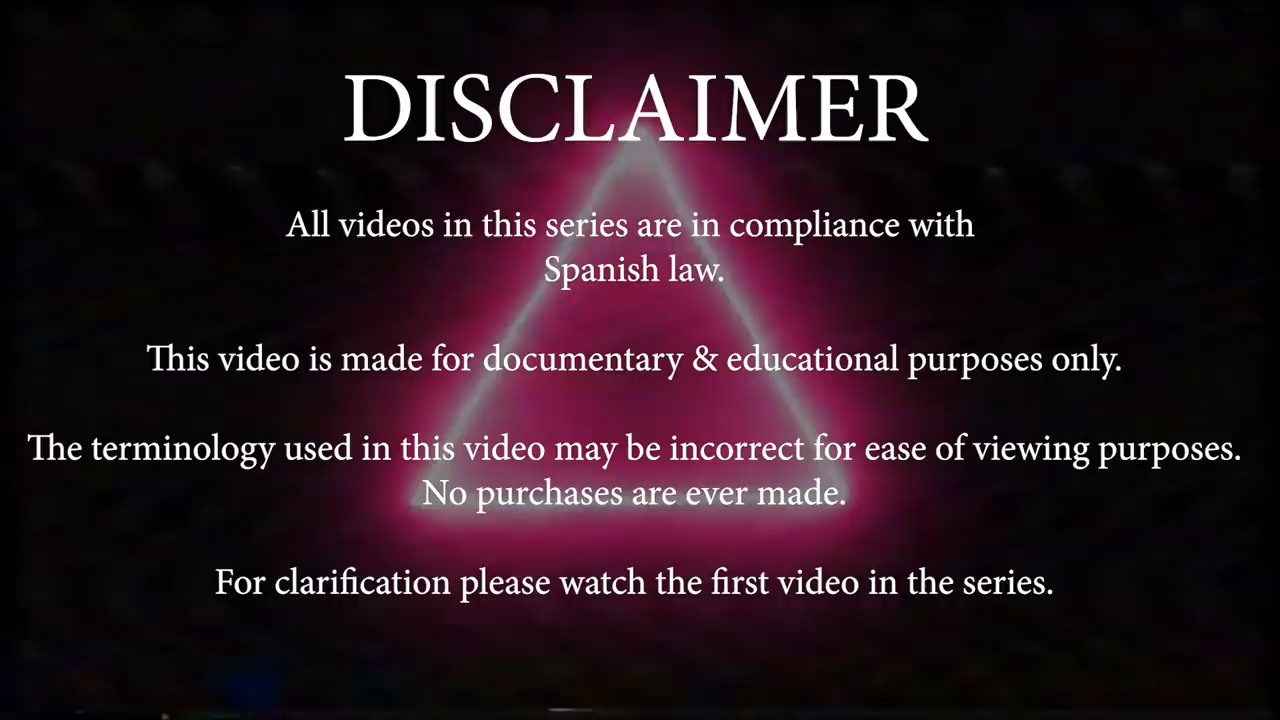 DISCLAIMER
All videos in this series are in compliance with
Spanish law.
This video is made for documentary & educational purposes only.
The terminology used in this video may be incorrect for ease of viewing purposes.
No purchases are ever made.
For clarification please watch the first video in the series.